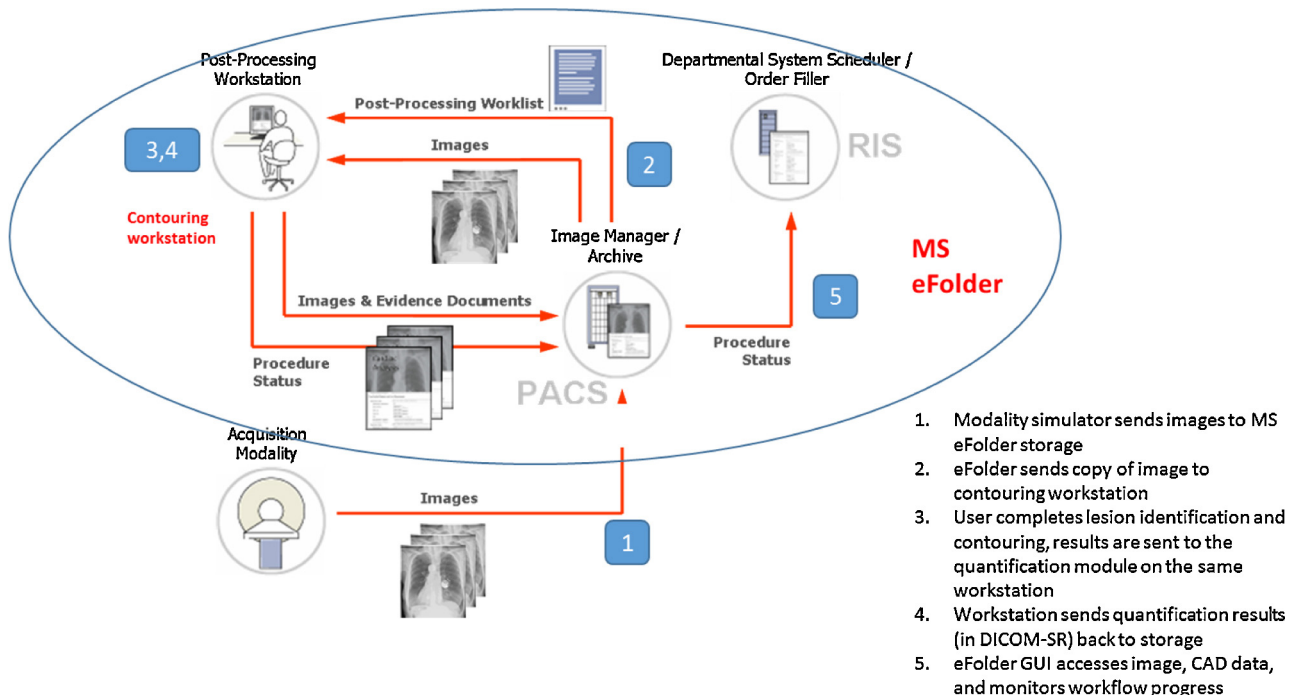 Post-Processing
Workstation
Departmental System Scheduler /
Order Filler
Post-Processing Worklist
RIS
3,4
Images
2
Contouring
workstation
Image Manager /
Archive
MS
eFolder
Images & Evidence Documents
5
Procedure
Status
Procedure
Status
PACS
Acquisition
Modality
Images
1
1. Modality simulator sends images to MS
eFolder storage
2. eFolder sends copy of image to
contouring workstation
3. User completes lesion identification and
contouring, results are sent to the
quantification module on the same
workstation
4. Workstation sends quantification results
(in DICOM-SR) back to storage
5. eFolder GUI accesses image, CAD data,
and monitors workflow progress